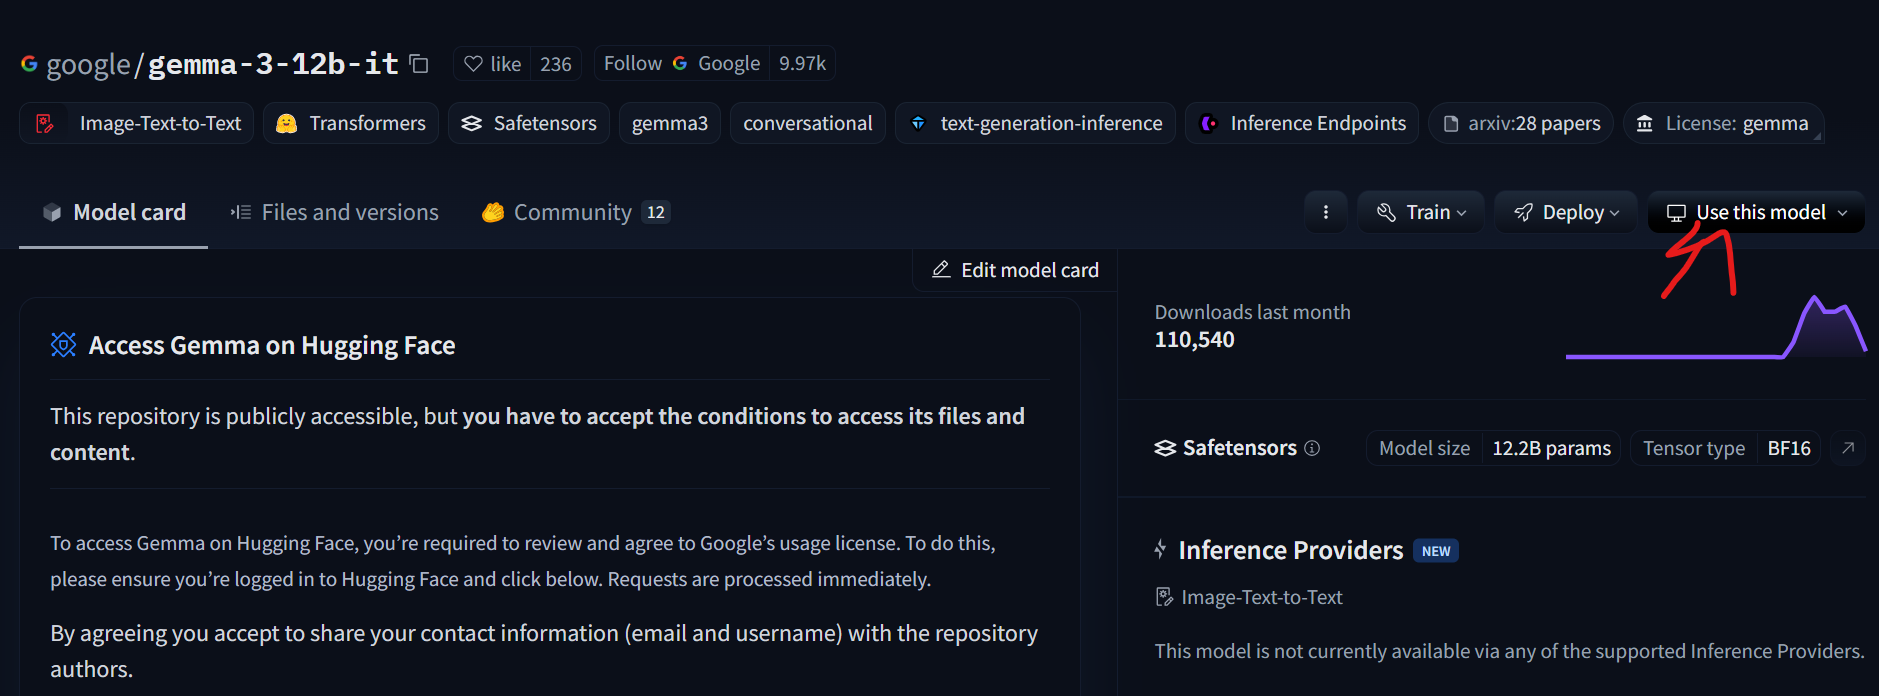 google/gemma-3-12b-it like 236 Follow Google 9.97k
Image-Text-to-Text Transformers Safetensors gemma3 conversational text-generation-inference Inference Endpoints arxiv:28 papers License: gemma
Model card Files and versions Community 12 Train Deploy Use this model
Edit model card
Access Gemma on Hugging Face
This repository is publicly accessible, but you have to accept the conditions to access its files and
content.
To access Gemma on Hugging Face, you’re required to review and agree to Google’s usage license. To do this,
please ensure you’re logged in to Hugging Face and click below. Requests are processed immediately.
By agreeing you accept to share your contact information (email and username) with the repository
authors.
Downloads last month
110,540
Safetensors Model size 12.2B params Tensor type BF16
Inference Providers NEW
Image-Text-to-Text
This model is not currently available via any of the supported Inference Providers.